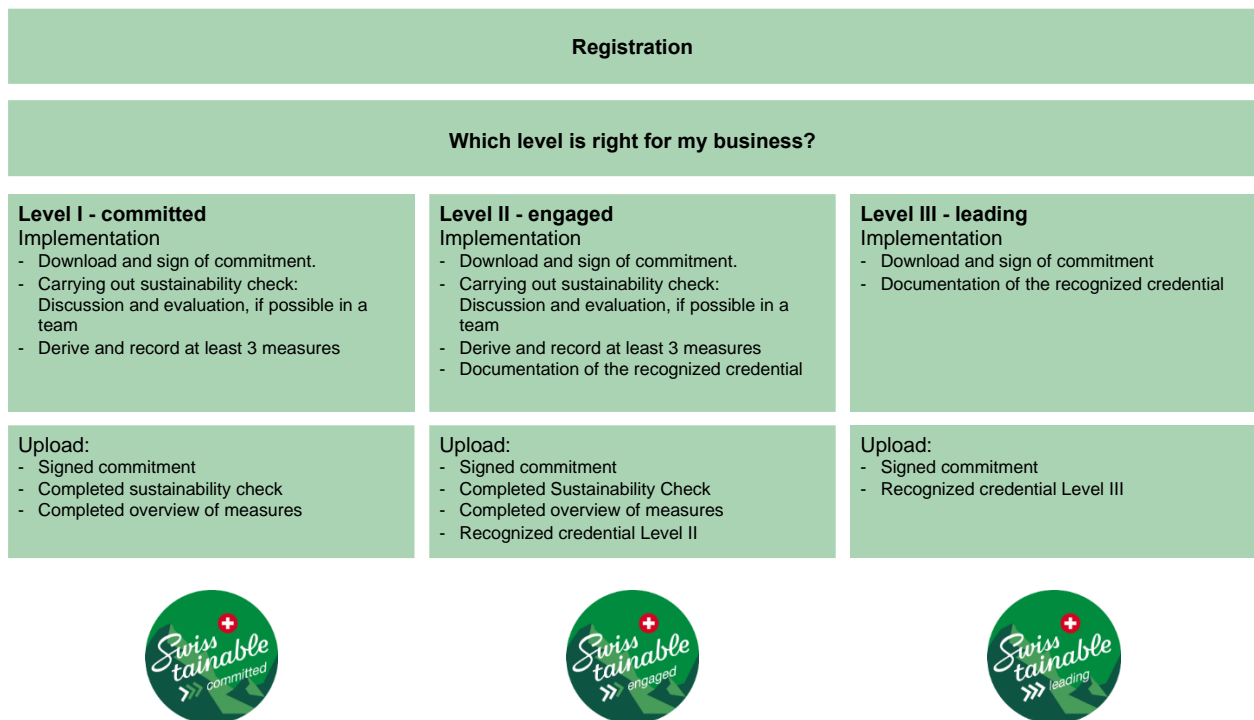 Registration
Which level is right for my business?
Level I - committed
Implementation
- Download and sign of commitment.
- Carrying out sustainability check:
Discussion and evaluation, if possible in a
team
- Derive and record at least 3 measures
Level II - engaged
Implementation
- Download and sign of commitment.
- Carrying out sustainability check:
Discussion and evaluation, if possible in a
team
- Derive and record at least 3 measures
- Documentation of the recognized credential
Level III - leading
Implementation
- Download and sign of commitment
- Documentation of the recognized credential
Upload:
- Signed commitment
- Completed sustainability check
- Completed overview of measures
Upload:
- Signed commitment
- Completed Sustainability Check
- Completed overview of measures
- Recognized credential Level II
Upload:
- Signed commitment
- Recognized credential Level III
Swiss
tainable
committed
Swiss
tainable
engaged
Swiss
tainable
leading